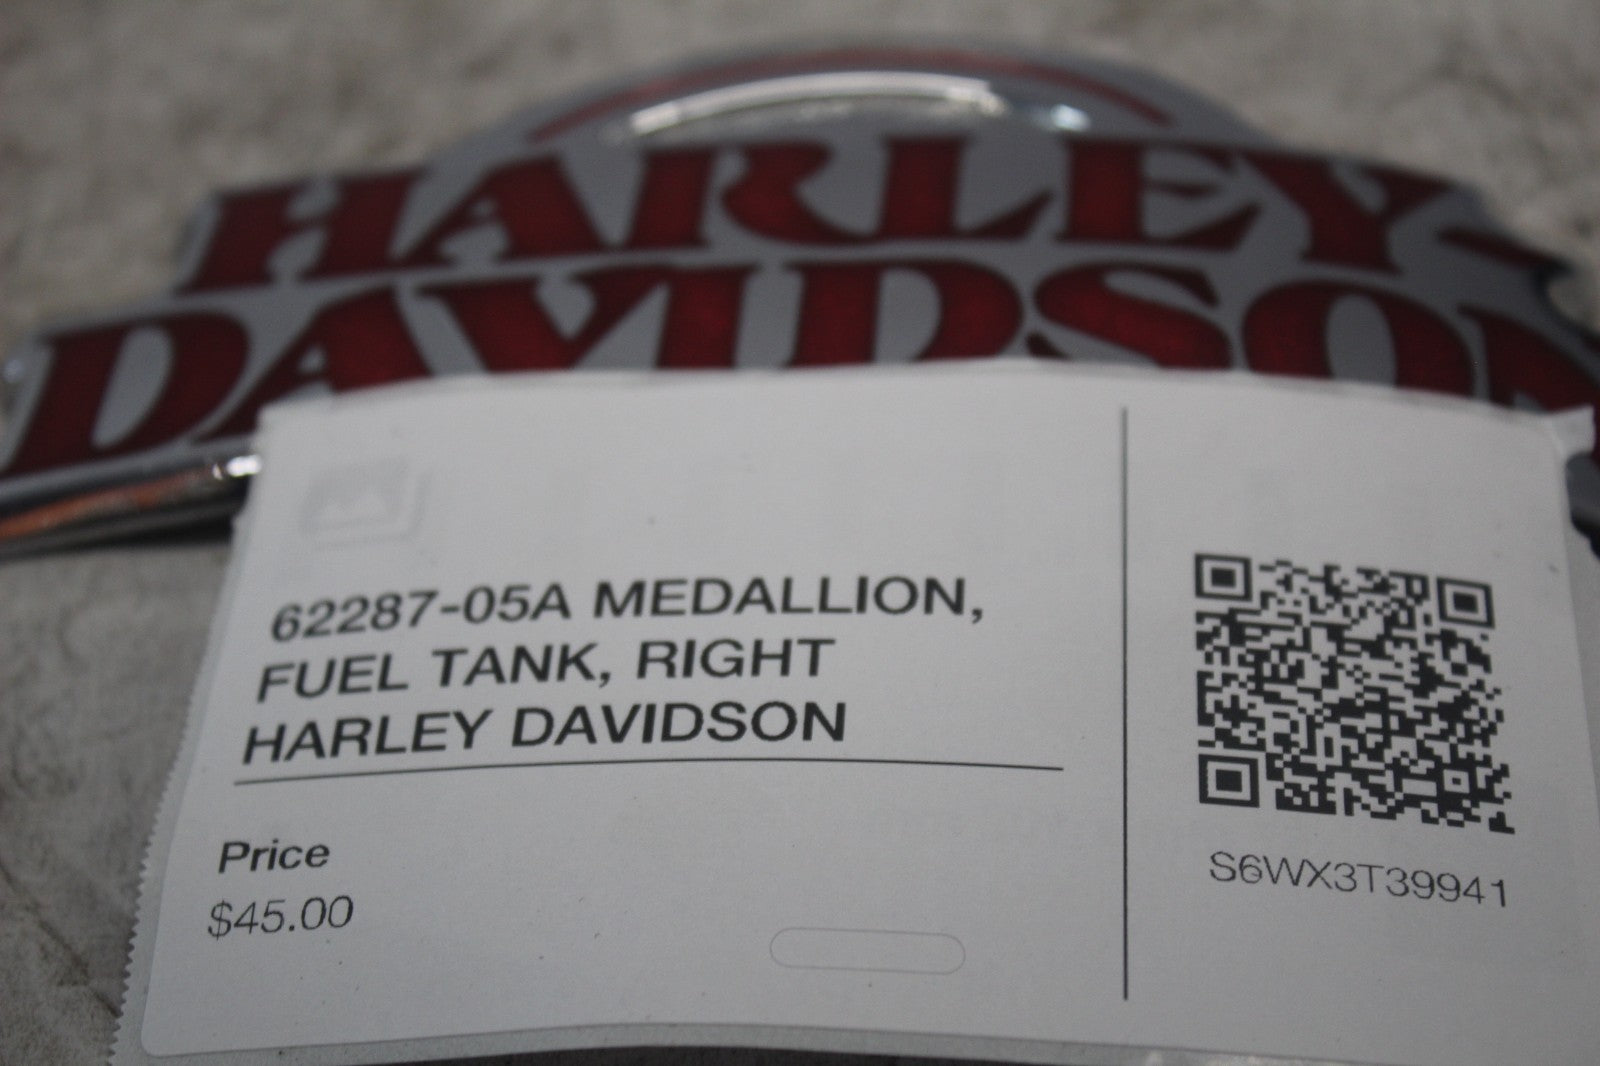 HARLEY-
DAVIDSON
62287-05A MEDALLION,
FUEL TANK, RIGHT
HARLEY DAVIDSON
Price
$45.00
S6WX3T39941